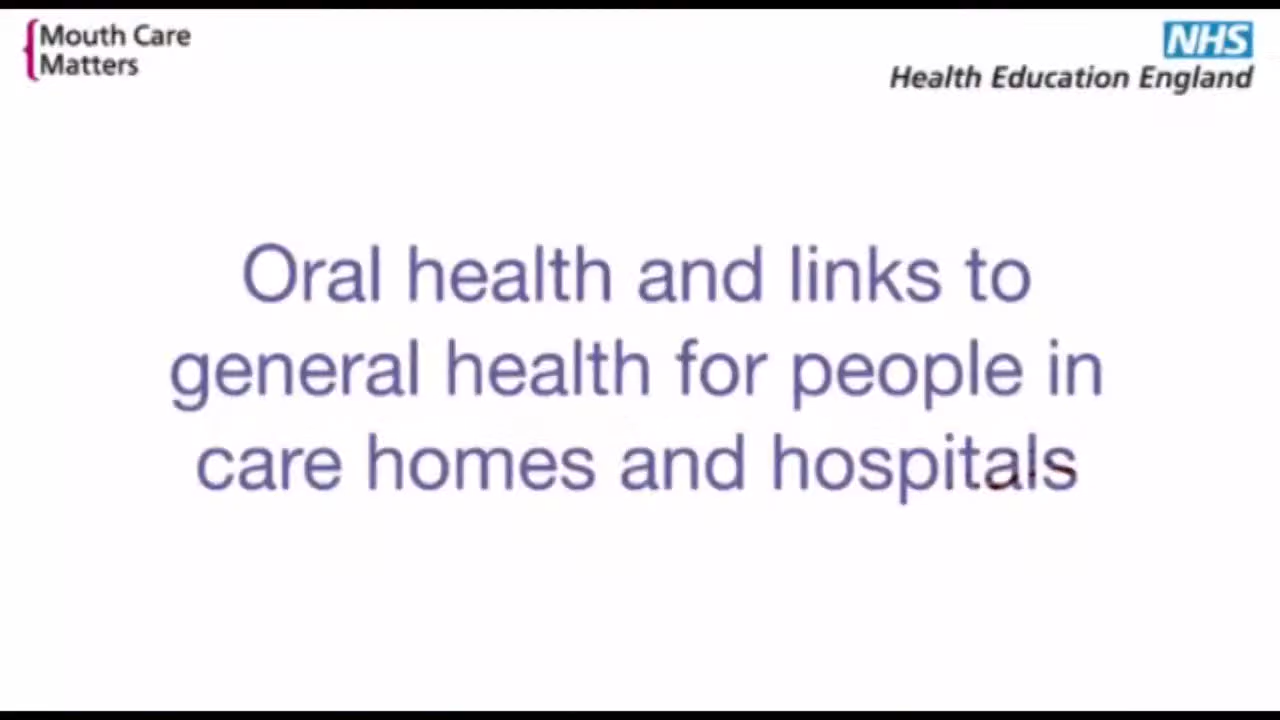 Mouth Care
Matters
NHS
Health Education England
Oral health and links to
general health for people in
care homes and hospitals